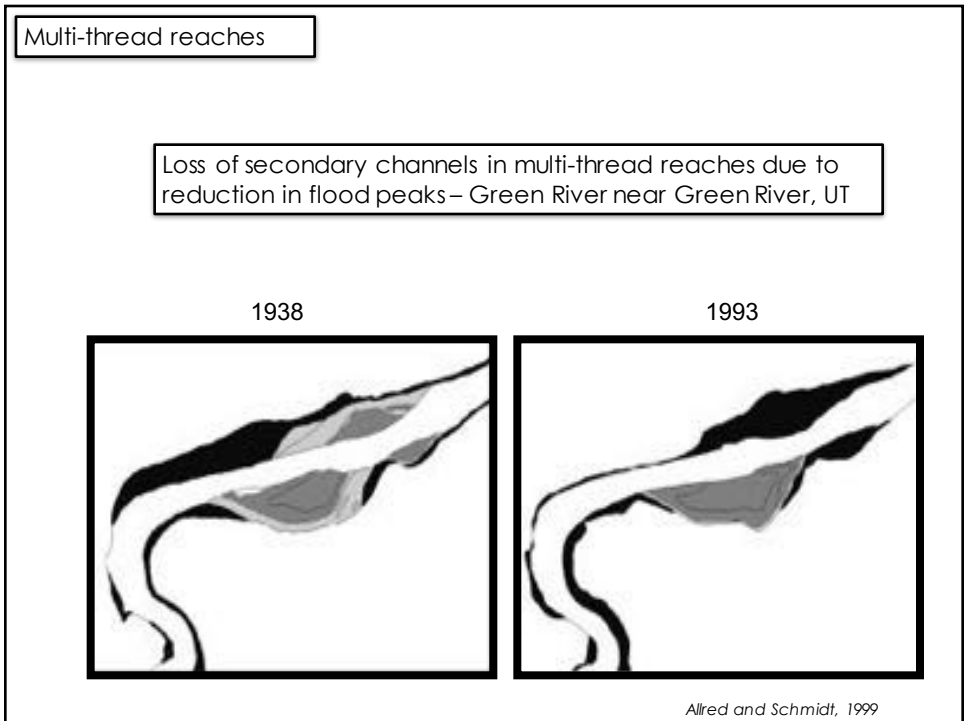 Multi-thread reaches
Loss of secondary channels in multi-thread reaches due to
reduction in flood peaks – Green River near Green River, UT
1938
1993
Allred and Schmidt, 1999